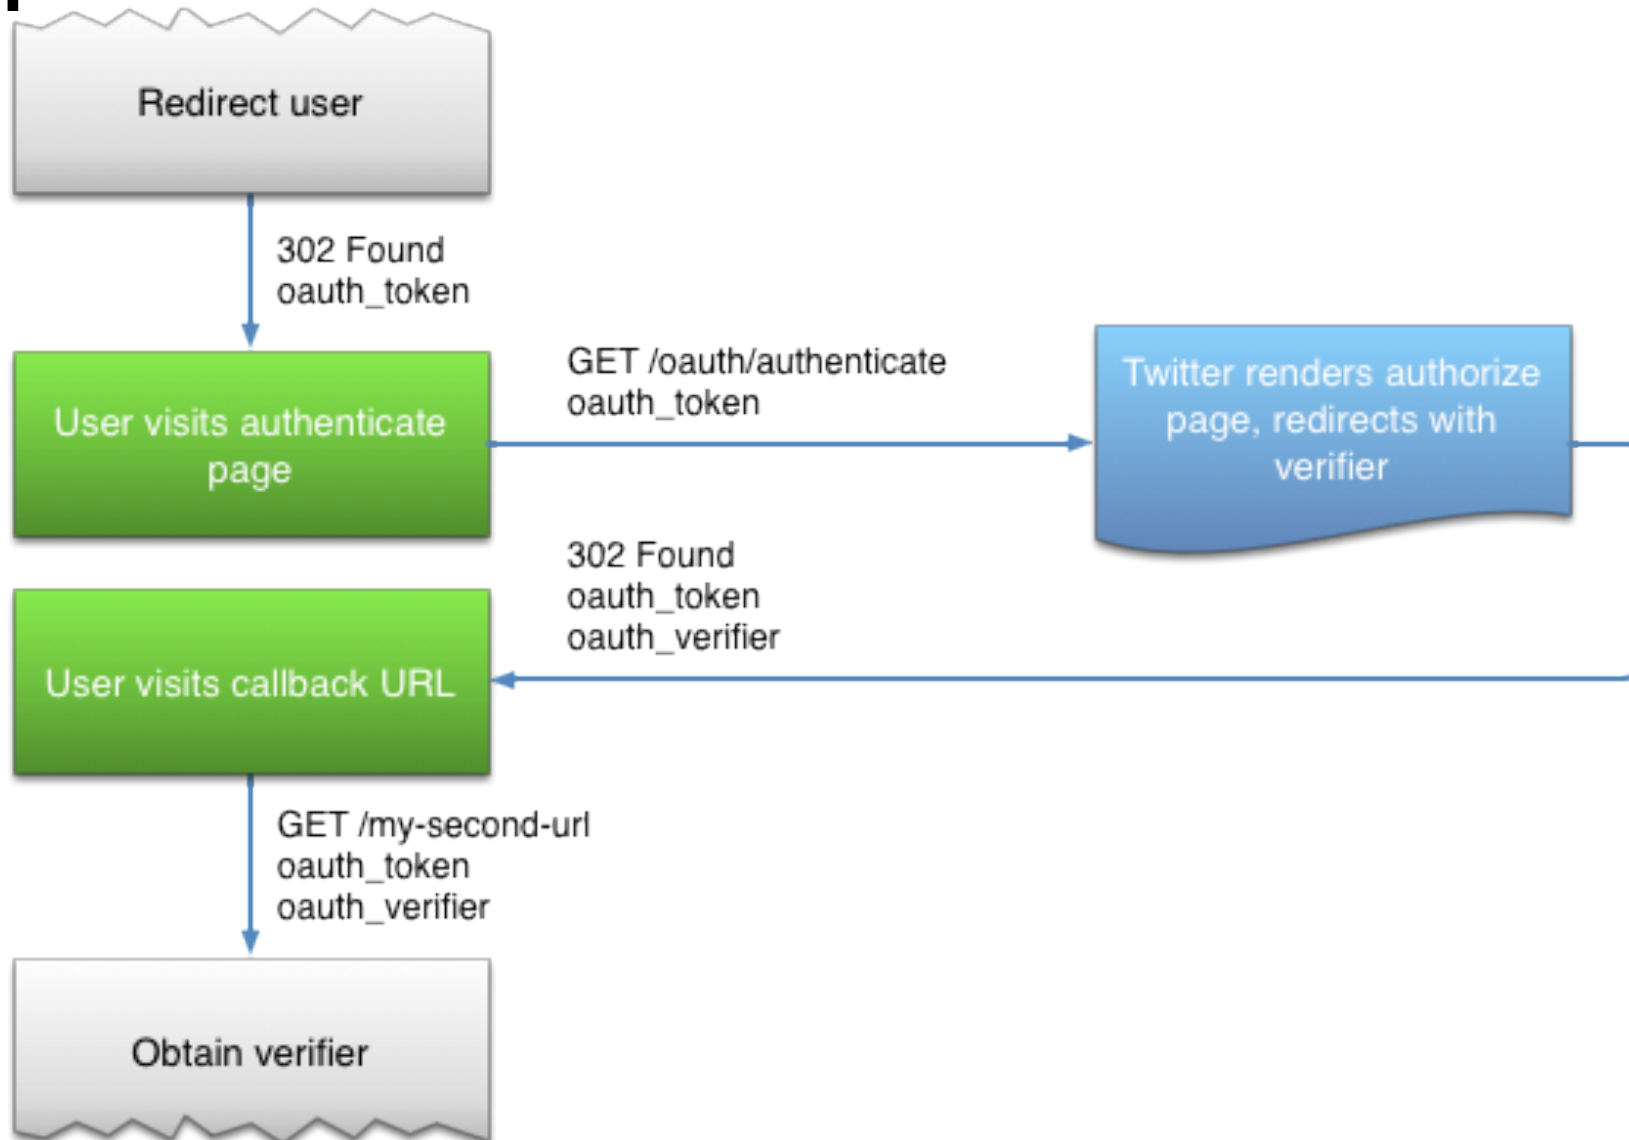 Redirect user
302 Found
oauth_token
User visits authenticate
page
GET /oauth/authenticate
oauth_token
Twitter renders authorize
page, redirects with
verifier
302 Found
oauth_token
oauth_verifier
User visits callback URL
GET /my-second-url
oauth_token
oauth_verifier
Obtain verifier